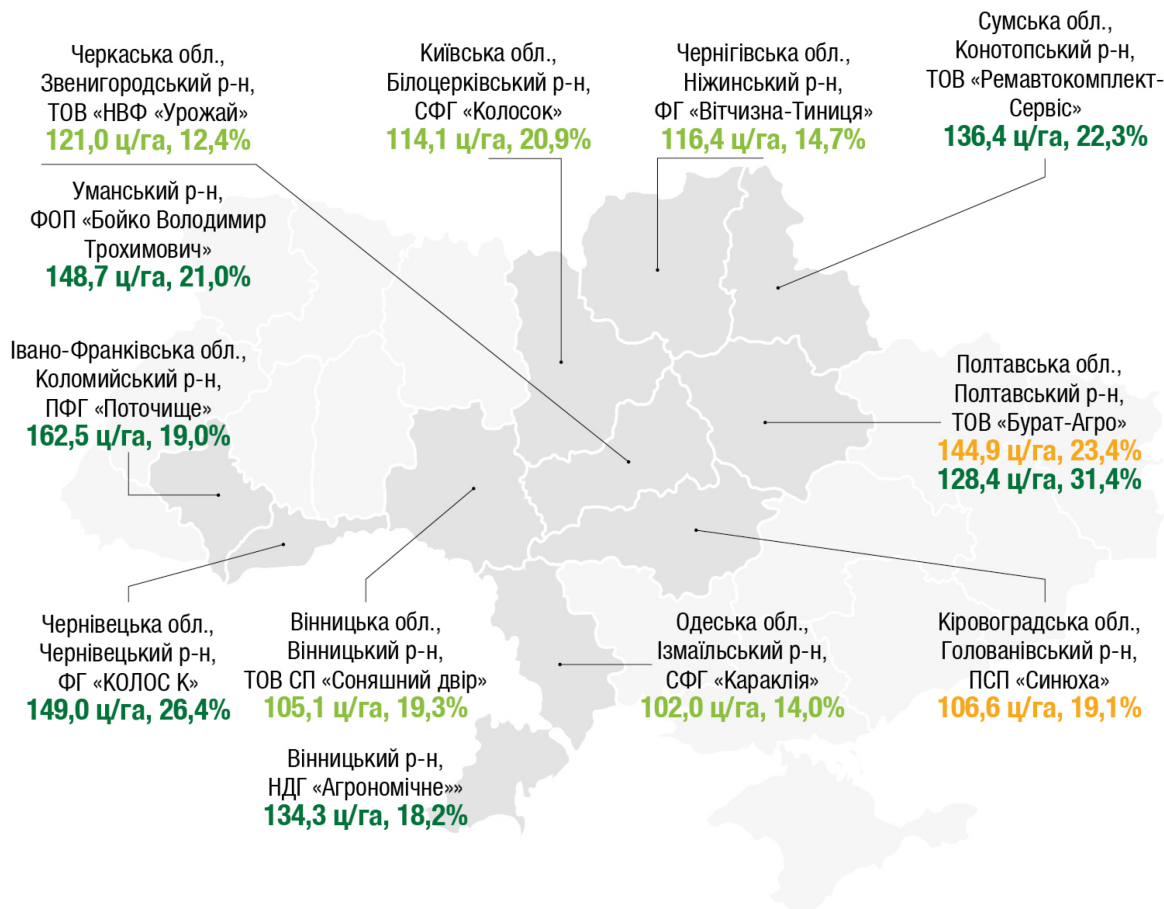 Черкаська обл.,
Звенигородський р-н,
ТОВ «НВФ «Урожай»
121,0 ц/га, 12,4%
Уманський р-н,
ФОП «Бойко Володимир
Трохимович»
148,7 ц/га, 21,0%
Київська обл.,
Білоцерківський р-н,
СФГ «Колосок»
114,1 ц/га, 20,9%
Чернігівська обл.,
Ніжинський р-н,
ФГ «Вітчизна-Тиниця»
116,4 ц/га, 14,7%
Сумська обл.,
Конотопський р-н,
ТОВ «Ремавтокомплект-
Сервіс»
136,4 ц/га, 22,3%
Івано-Франківська обл.,
Коломийський р-н,
ПФГ «Поточище»
162,5 ц/га, 19,0%
Полтавська обл.,
Полтавський р-н,
ТОВ «Бурат-Агро»
144,9 ц/га, 23,4%
128,4 ц/га, 31,4%
Чернівецька обл.,
Чернівецький р-н,
ФГ «КОЛОС К»
149,0 ц/га, 26,4%
Вінницька обл.,
Вінницький р-н,
ТОВ СП «Соняшний двір»
105,1 ц/га, 19,3%
Вінницький р-н,
НДГ «Агрономічне»»
134,3 ц/га, 18,2%
Одеська обл.,
Ізмаїльський р-н,
СФГ «Караклія»
102,0 ц/га, 14,0%
Кіровоградська обл.,
Голованівський р-н,
ПСП «Синюха»
106,6 ц/га, 19,1%